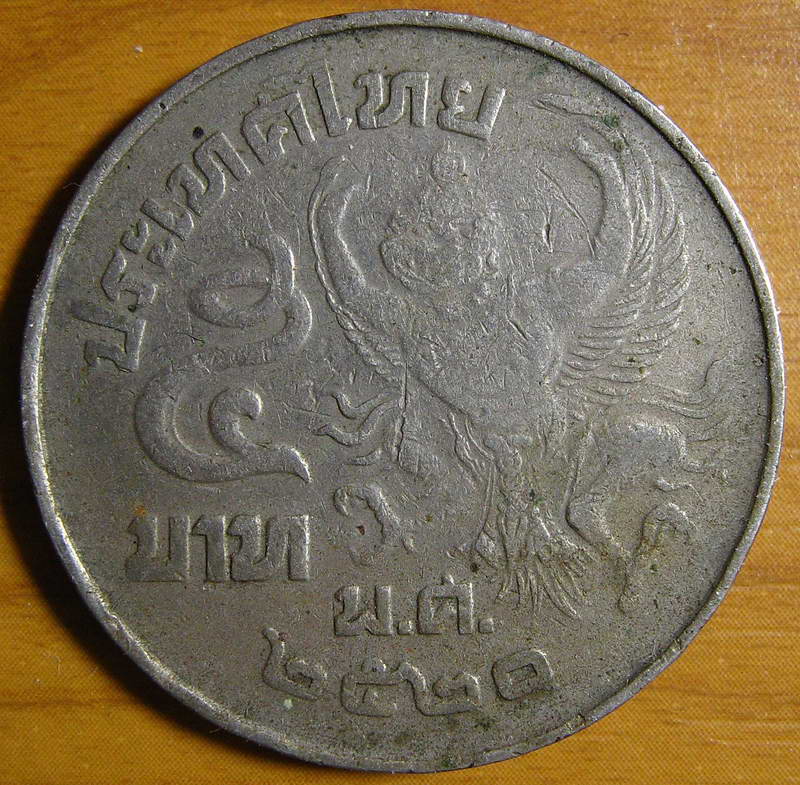 ประเทศไทย
๕
บาท
พ.ศ.
๒๕๒๐